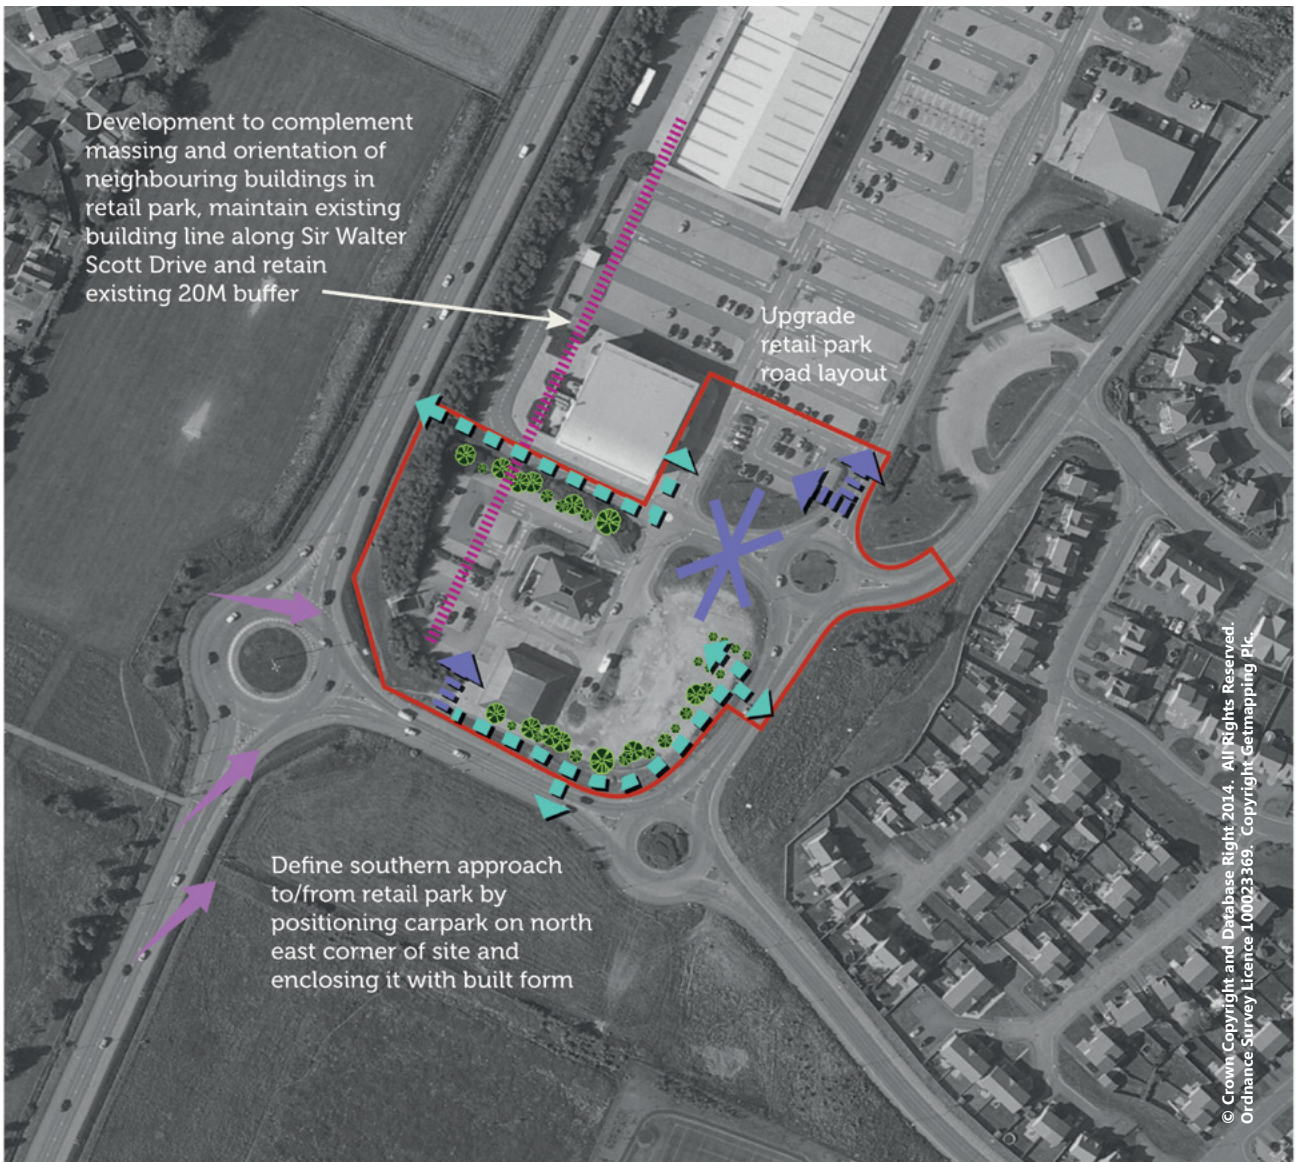 Development to complement
massing and orientation of
neighbouring buildings in
retail park, maintain existing
building line along Sir Walter
Scott Drive and retain
existing 20M buffer
Upgrade
retail park
road layout
Define southern approach
to/from retail park by
positioning carpark on north
east corner of site and
enclosing it with built form
© Crown Copyright and Database Right 2014. All Rights Reserved.
Ordnance Survey Licence 100023369. Copyright Getmapping Plc.